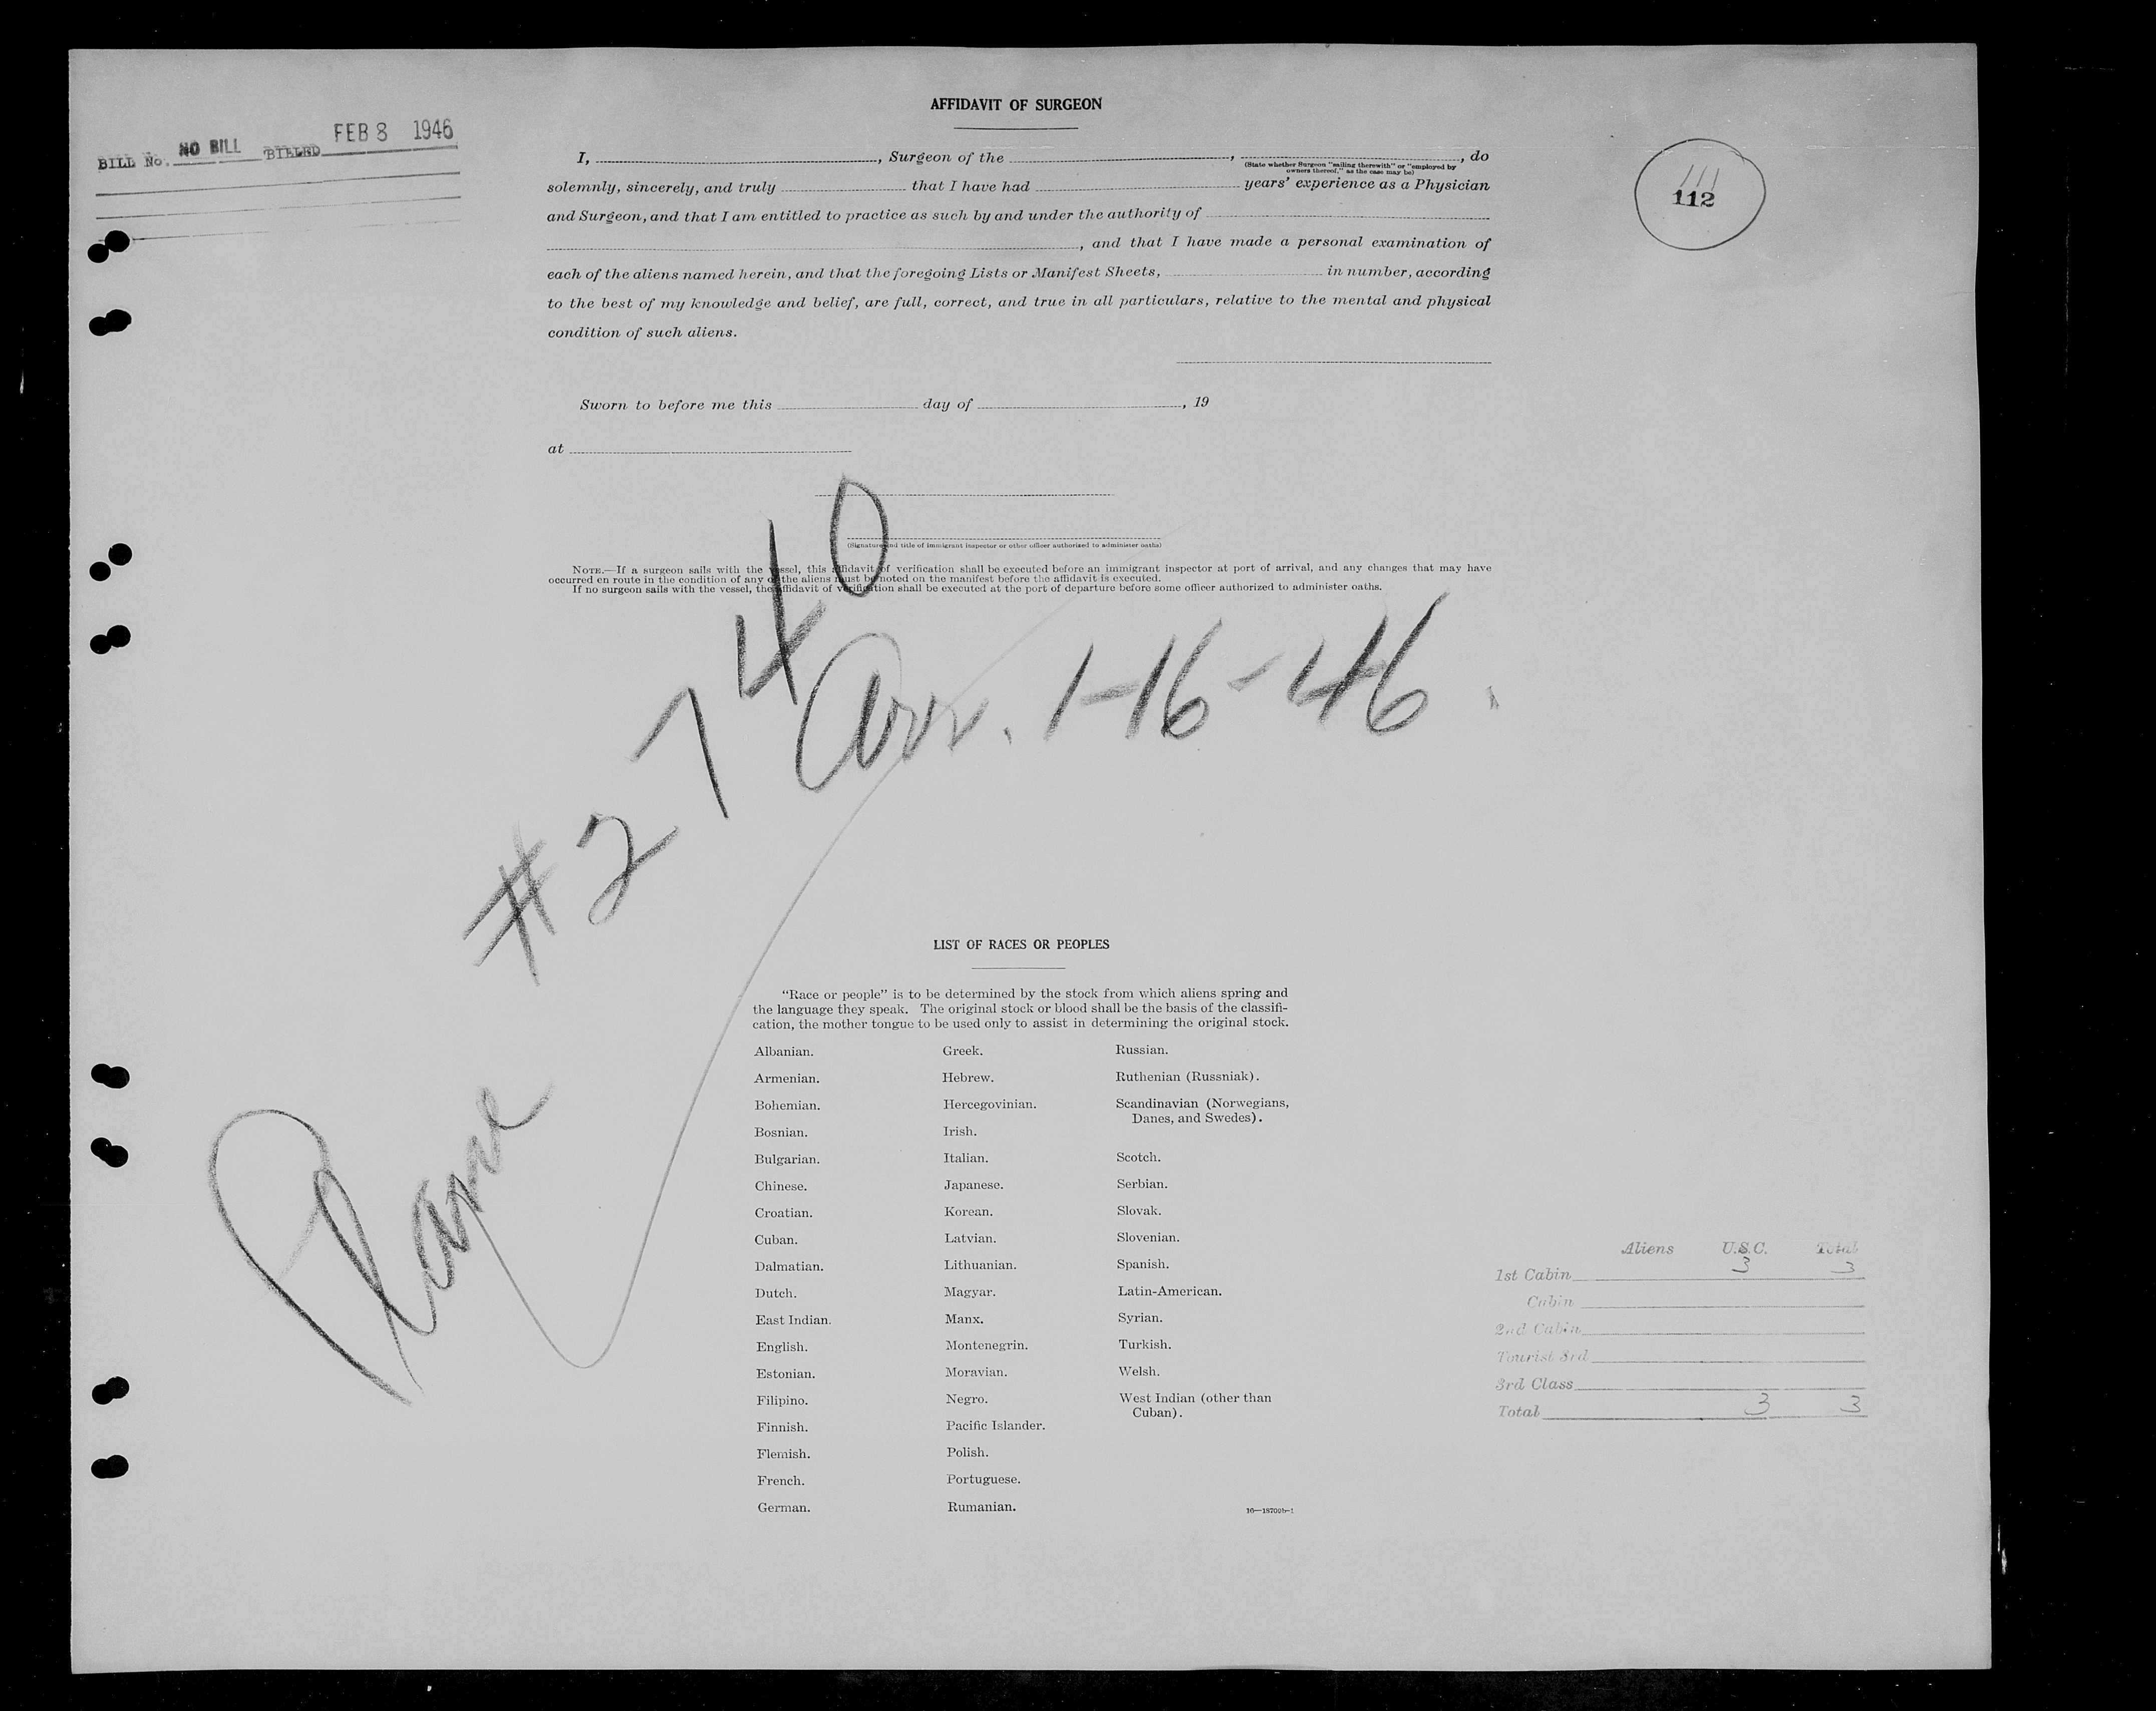 AFFIDAVIT OF SURGEON
BILL No. NO BILL BILLED FEB 8 1946
111
112
I, , Surgeon of the , , do
(State whether Surgeon "sailing therewith" or "employed by
owners thereof," as the case may be)
solemnly, sincerely, and truly that I have had years' experience as a Physician
and Surgeon, and that I am entitled to practice as such by and under the authority of
, and that I have made a personal examination of
each of the aliens named herein, and that the foregoing Lists or Manifest Sheets, in number, according
to the best of my knowledge and belief, are full, correct, and true in all particulars, relative to the mental and physical
condition of such aliens.
Sworn to before me this day of , 19
at
(Signature and title of immigrant inspector or other officer authorized to administer oaths)
NOTE.—If a surgeon sails with the vessel, this affidavit of verification shall be executed before an immigrant inspector at port of arrival, and any changes that may have
occurred en route in the condition of any of the aliens must be noted on the manifest before the affidavit is executed.
If no surgeon sails with the vessel, the affidavit of verification shall be executed at the port of departure before some officer authorized to administer oaths.
Plane #2740
Arr. 1-16-46.
LIST OF RACES OR PEOPLES
"Race or people" is to be determined by the stock from which aliens spring and
the language they speak. The original stock or blood shall be the basis of the classifi-
cation, the mother tongue to be used only to assist in determining the original stock.
Albanian.
Armenian.
Bohemian.
Bosnian.
Bulgarian.
Chinese.
Croatian.
Cuban.
Dalmatian.
Dutch.
East Indian.
English.
Estonian.
Filipino.
Finnish.
Flemish.
French.
German.
Greek.
Hebrew.
Hercegovinian.
Irish.
Italian.
Japanese.
Korean.
Latvian.
Lithuanian.
Magyar.
Manx.
Montenegrin.
Moravian.
Negro.
Pacific Islander.
Polish.
Portuguese.
Rumanian.
Russian.
Ruthenian (Russniak).
Scandinavian (Norwegians,
Danes, and Swedes).
Scotch.
Serbian.
Slovak.
Slovenian.
Spanish.
Latin-American.
Syrian.
Turkish.
Welsh.
West Indian (other than
Cuban).
Aliens U.S.C. Total
1st Cabin 3 3
Cabin
2nd Cabin
Tourist 3rd
3rd Class
Total 3 3